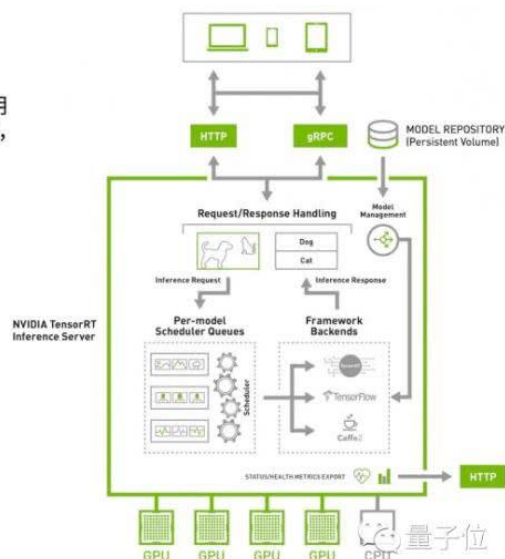 用
，
HTTP
gRPC
MODEL REPOSITORY
(Persistent Volume)
Request/Response Handling
Model
Management
Dog
Cat
Inference Request
Inference Response
NVIDIA TensorRT
Inference Server
Per-model
Scheduler Queues
Framework
Backends
Scheduler
TensorRT
TensorFlow
Caffe2
STATUS/HEALTH METRICS EXPORT
HTTP
GPU
GPU
GPU
GPU
CPU
量子位